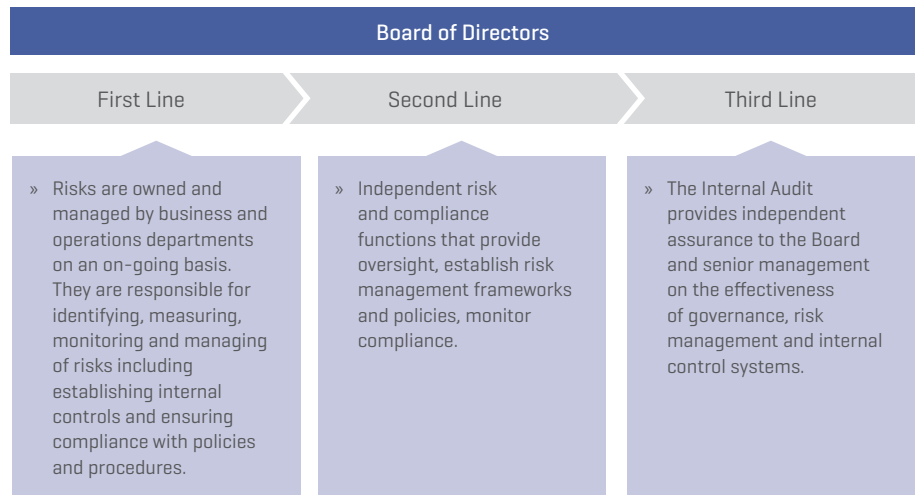 Board of Directors
First Line
Second Line
Third Line
» Risks are owned and
managed by business and
operations departments
on an on-going basis.
They are responsible for
identifying, measuring,
monitoring and managing
of risks including
establishing internal
controls and ensuring
compliance with policies
and procedures.
» Independent risk
and compliance
functions that provide
oversight, establish risk
management frameworks
and policies, monitor
compliance.
» The Internal Audit
provides independent
assurance to the Board
and senior management
on the effectiveness
of governance, risk
management and internal
control systems.